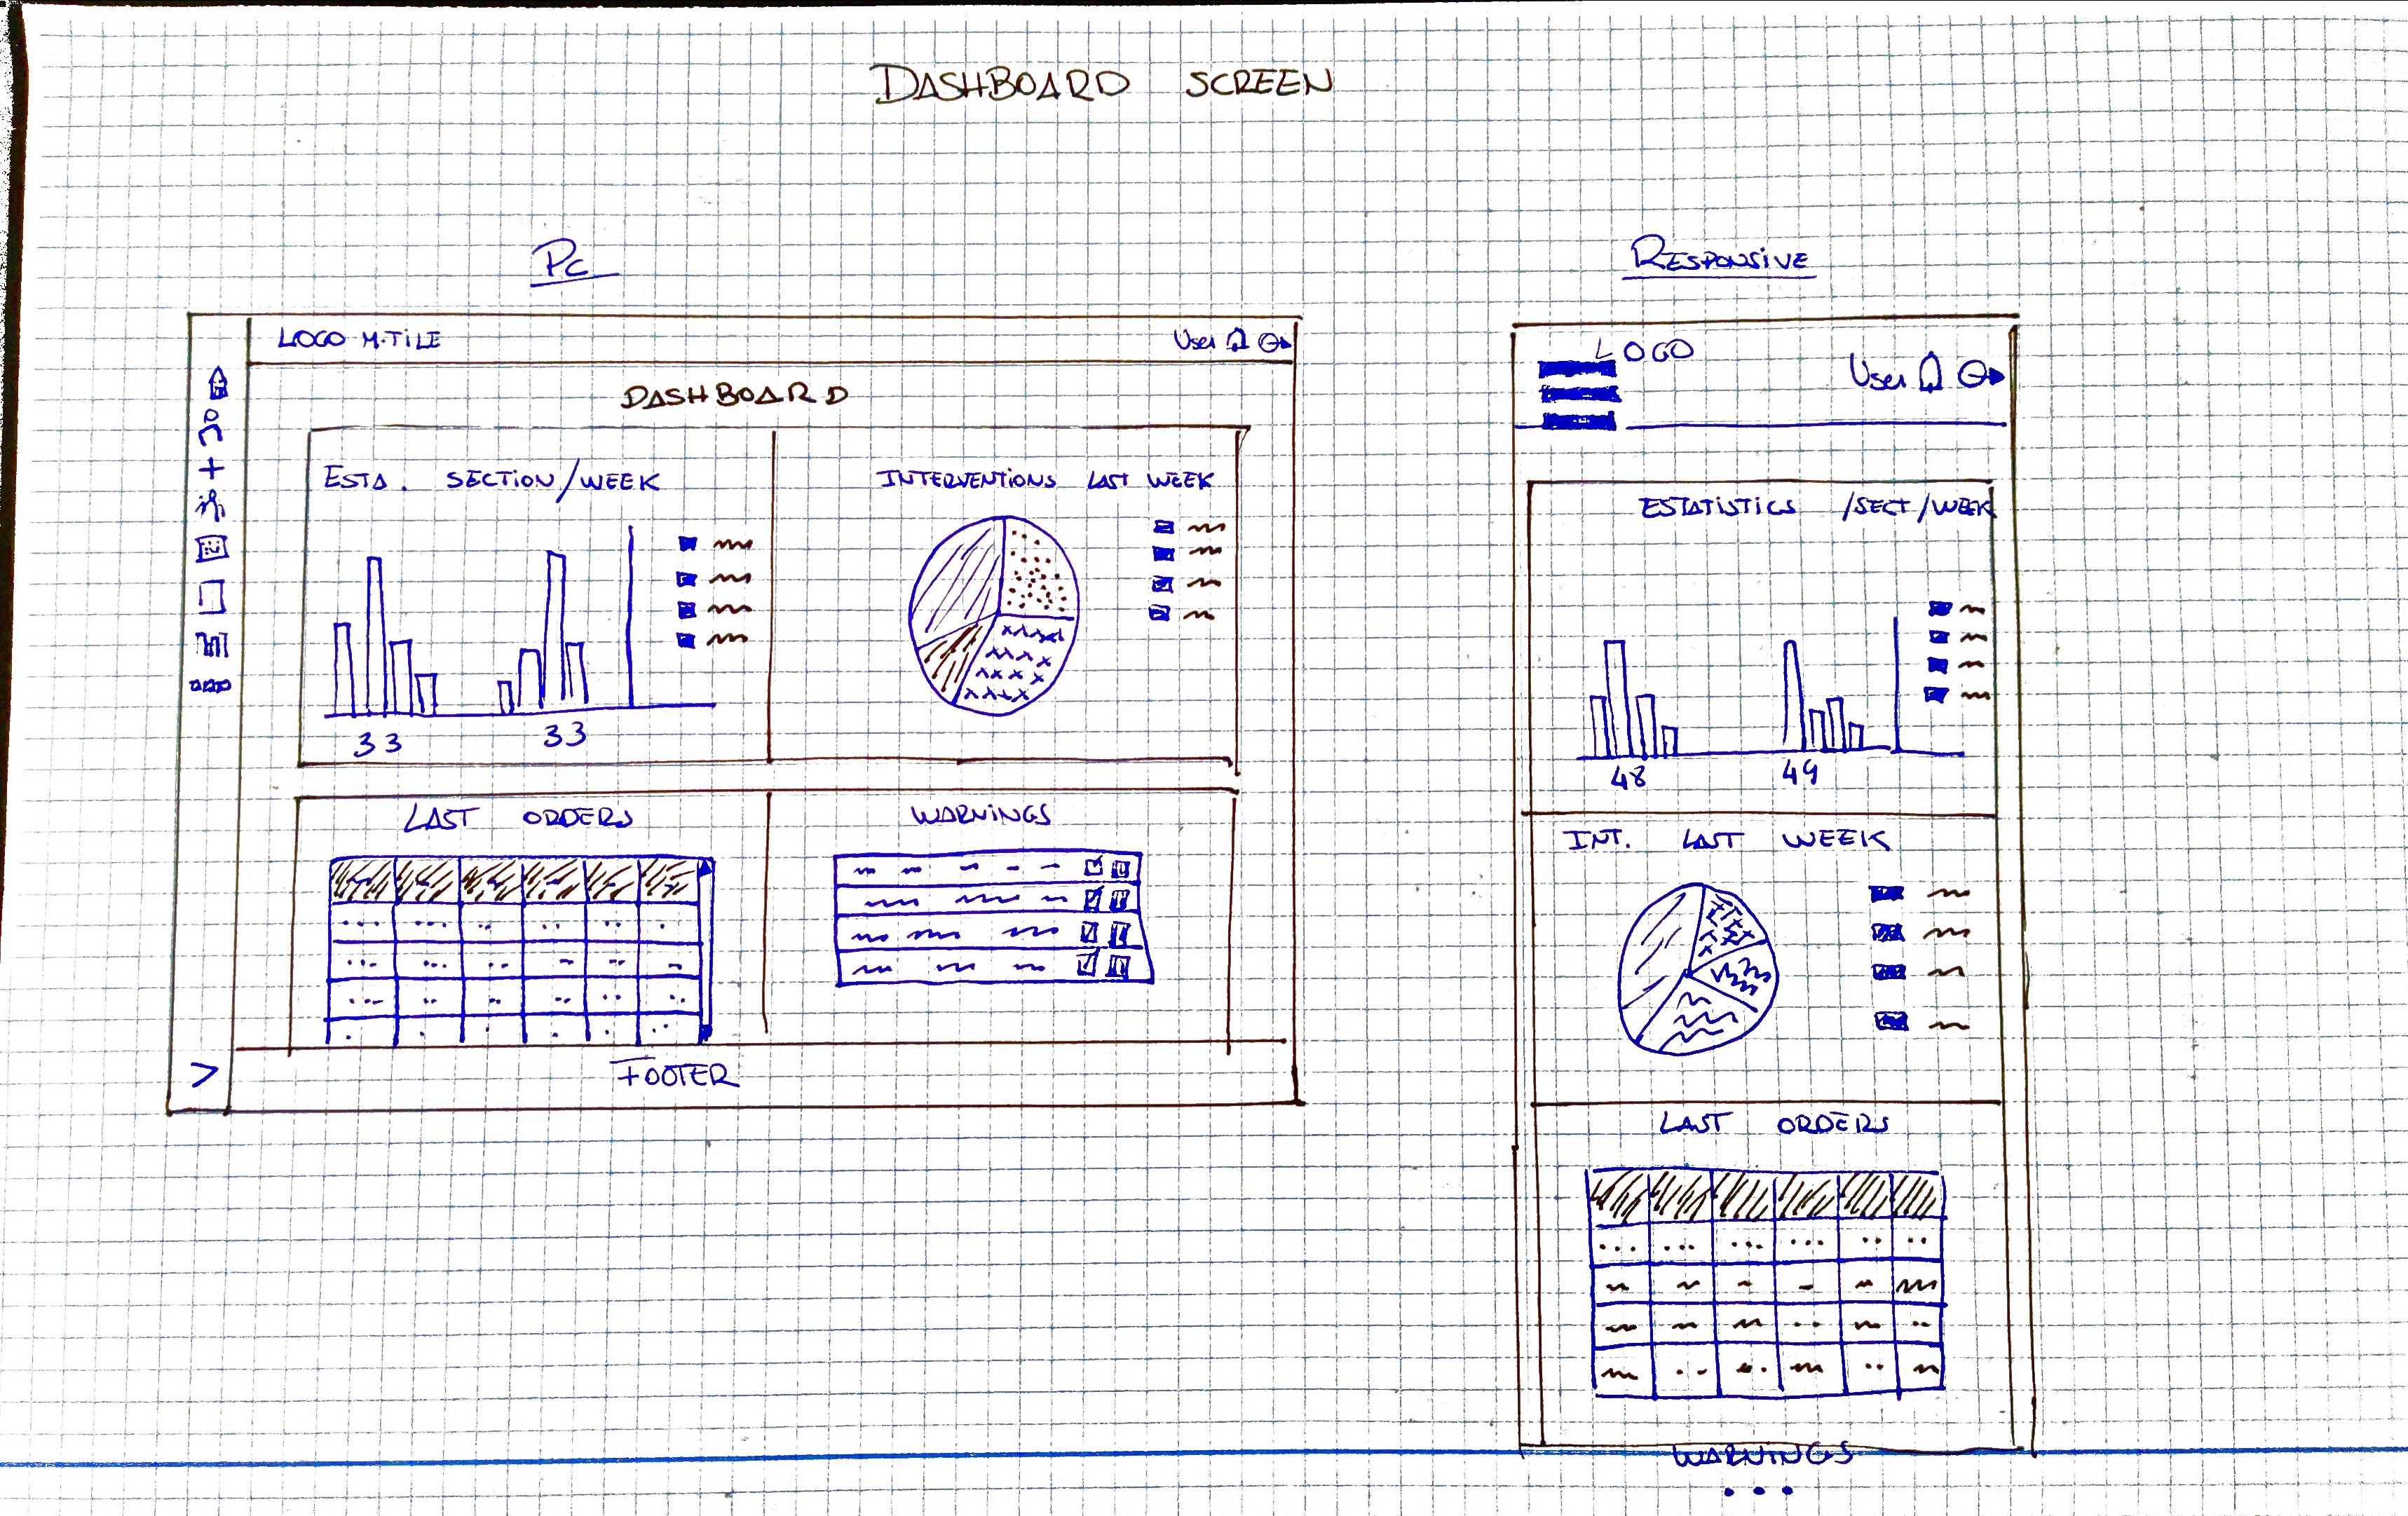 DASHBOARD SCREEN
Pc
LOGO M-TILE
User
DASHBOARD
ESTA. SECTION/WEEK
INTERVENTIONS LAST WEEK
33 33
LAST ORDERS
WARNINGS
FOOTER
RESPONSIVE
LOGO
User
ESTATISTICS /SECT/WEEK
48 49
INT. LAST WEEK
LAST ORDERS
WARNINGS
...